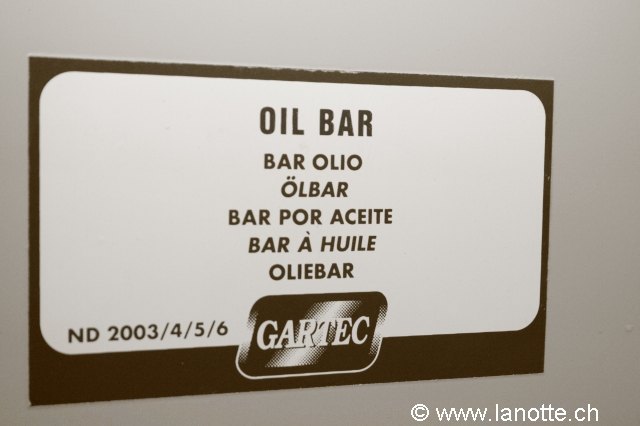 OIL BAR
BAR OLIO
ÖLBAR
BAR POR ACEITE
BAR À HUILE
OLIEBAR
ND 2003/4/5/6
GARTEC
© www.lanotte.ch